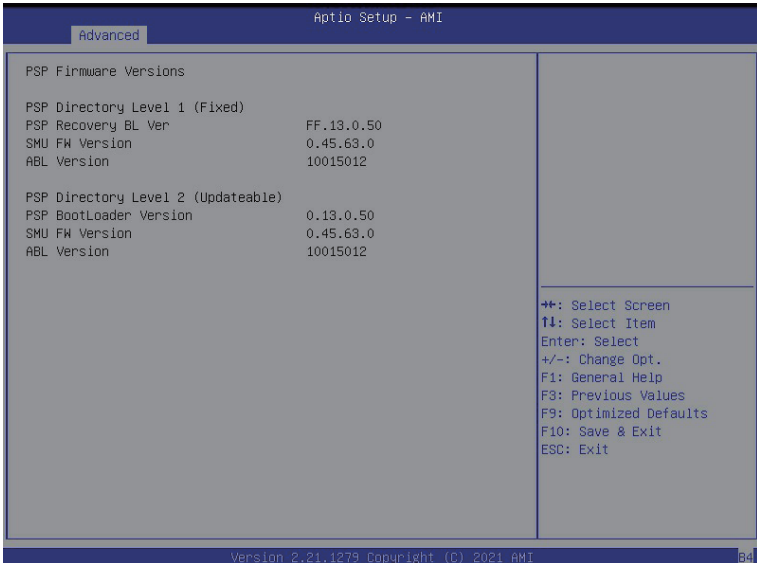 Aptio Setup - AMI
Advanced
PSP Firmware Versions
PSP Directory Level 1 (Fixed)
PSP Recovery BL Ver FF.13.0.50
SMU FW Version 0.45.63.0
ABL Version 10015012
PSP Directory Level 2 (Updateable)
PSP BootLoader Version 0.13.0.50
SMU FW Version 0.45.63.0
ABL Version 10015012
→←: Select Screen
↑↓: Select Item
Enter: Select
+/-: Change Opt.
F1: General Help
F3: Previous Values
F9: Optimized Defaults
F10: Save & Exit
ESC: Exit
Version 2.21.1279 Copyright (C) 2021 AMI
B4